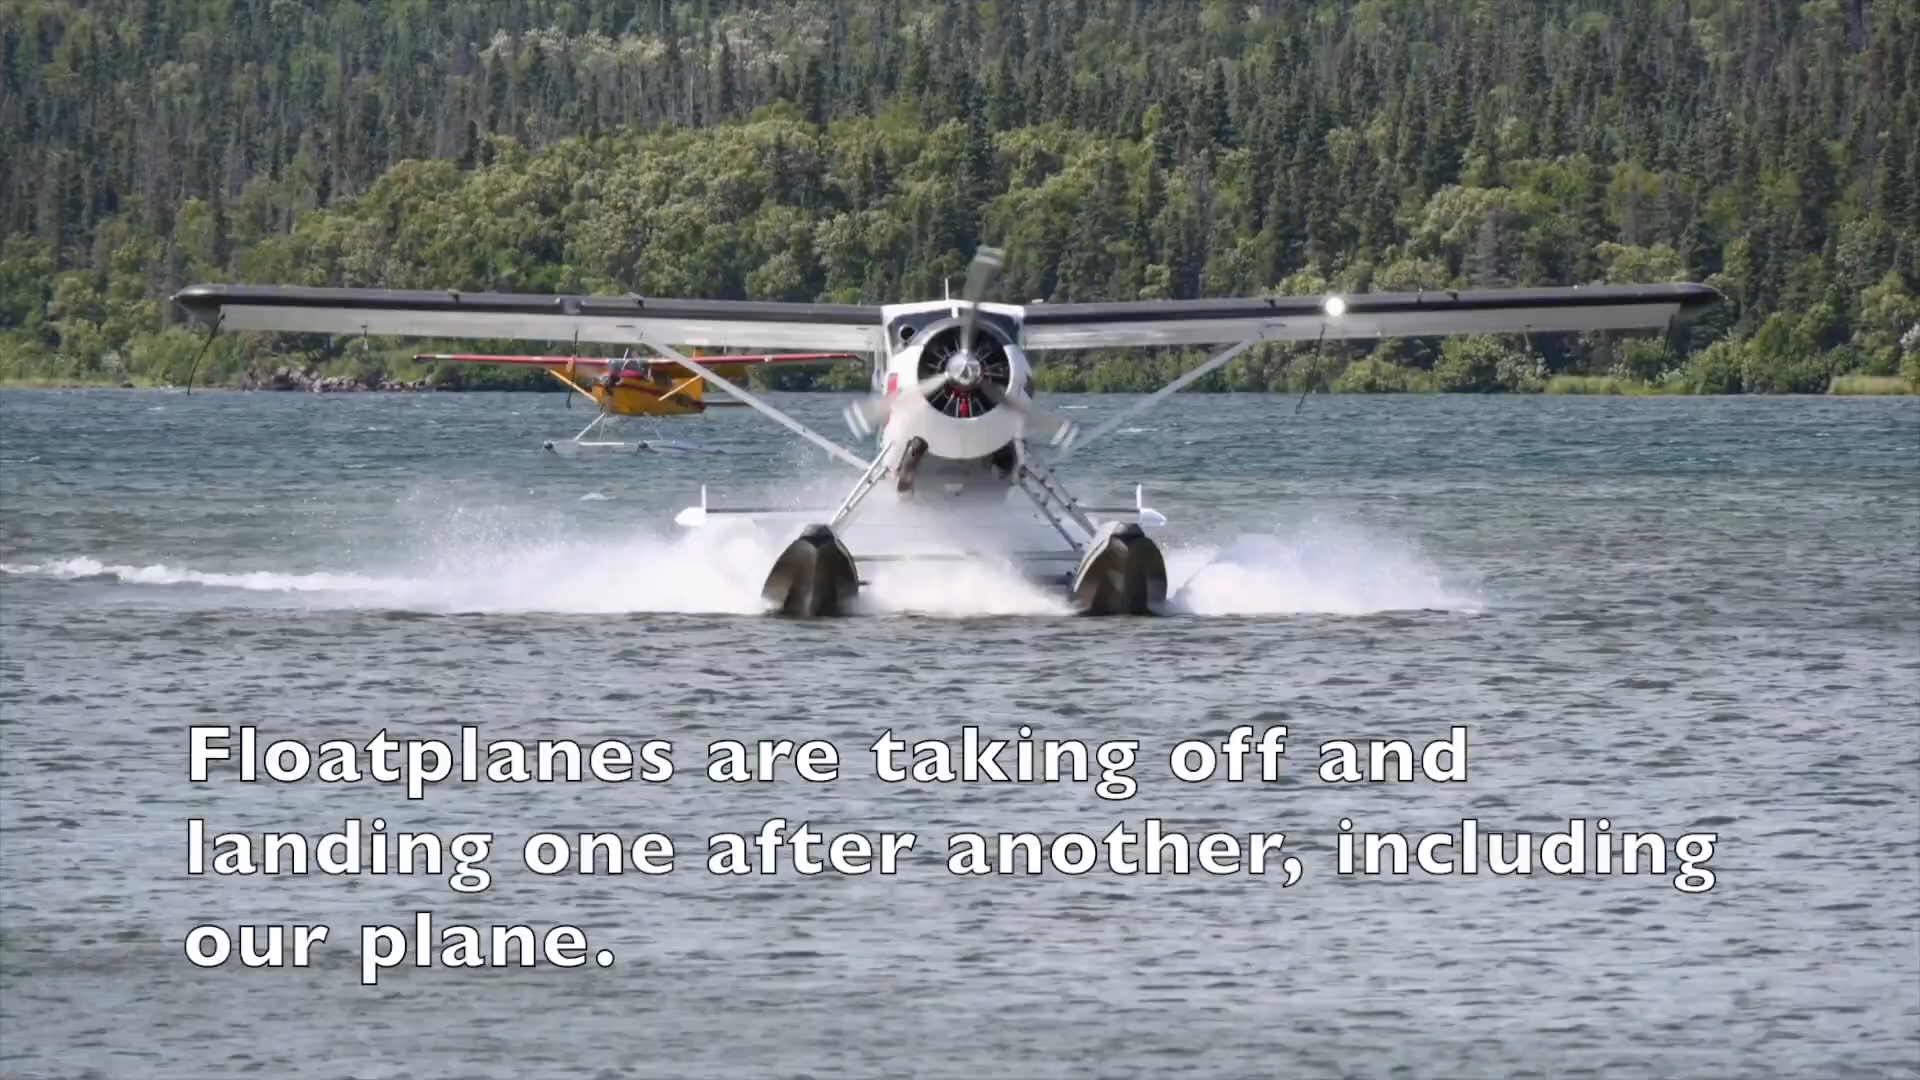 Floatplanes are taking off and
landing one after another, including
our plane.